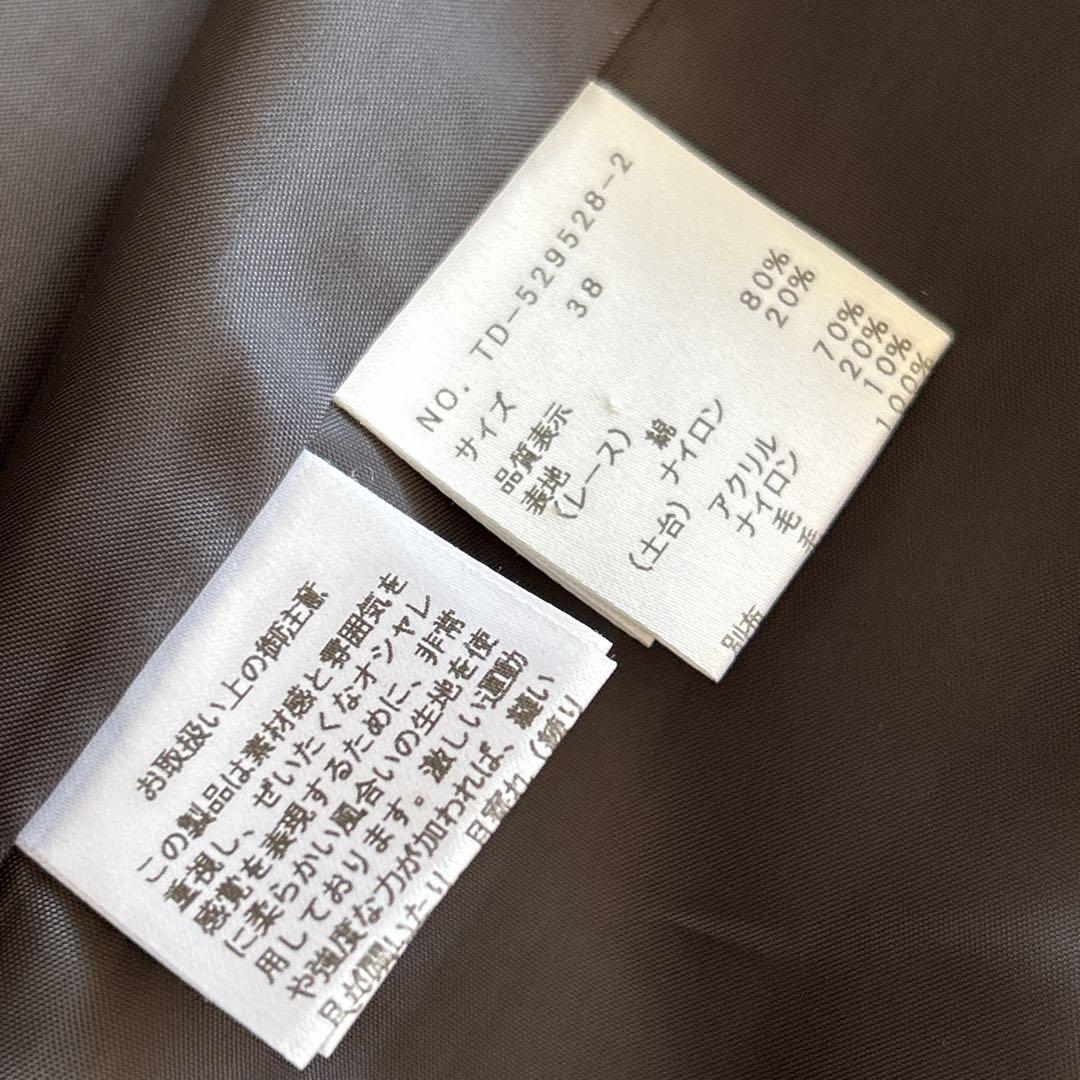 NO. TD-529528-2
サイズ 38
品質表示
表地
(レース) 綿 80%
ナイロン 20%
(土台) アクリル 70%
ナイロン 20%
毛 10%
別布 毛 100%
お取扱い上の御注意
この製品は素材感と雰囲気を
重視し、ぜいたくなオシャレ
感覚を表現するために、非常
に柔らかい風合いの生地を使
用しております。激しい運動
や強度な力が加われば、縫い
目が開いたり